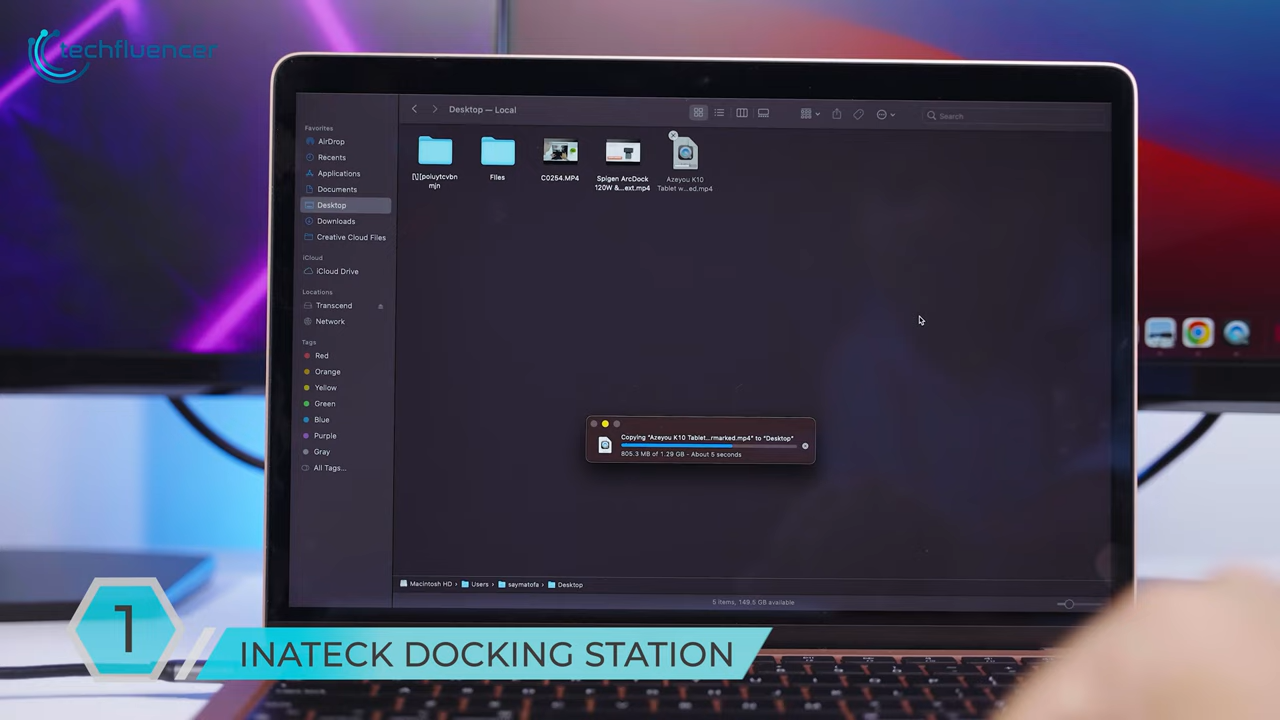 techfluencer
Desktop — Local
Search
Favorites
AirDrop
Recents
Applications
Documents
Desktop
Downloads
Creative Cloud Files
iCloud
iCloud Drive
Locations
Transcend
Network
Tags
Red
Orange
Yellow
Green
Blue
Purple
Gray
All Tags...
[\][poiuytcvbn
mjn
Files
C0254.MP4
Spigen ArcDock
120W &...ext.mp4
Azeyou K10
Tablet w...ed.mp4
Copying "Azeyou K10 Tablet...rmarked.mp4" to "Desktop"
805.3 MB of 1.29 GB - About 5 seconds
Macintosh HD › Users › saymatofa › Desktop
5 items, 149.5 GB available
1
INATECK DOCKING STATION